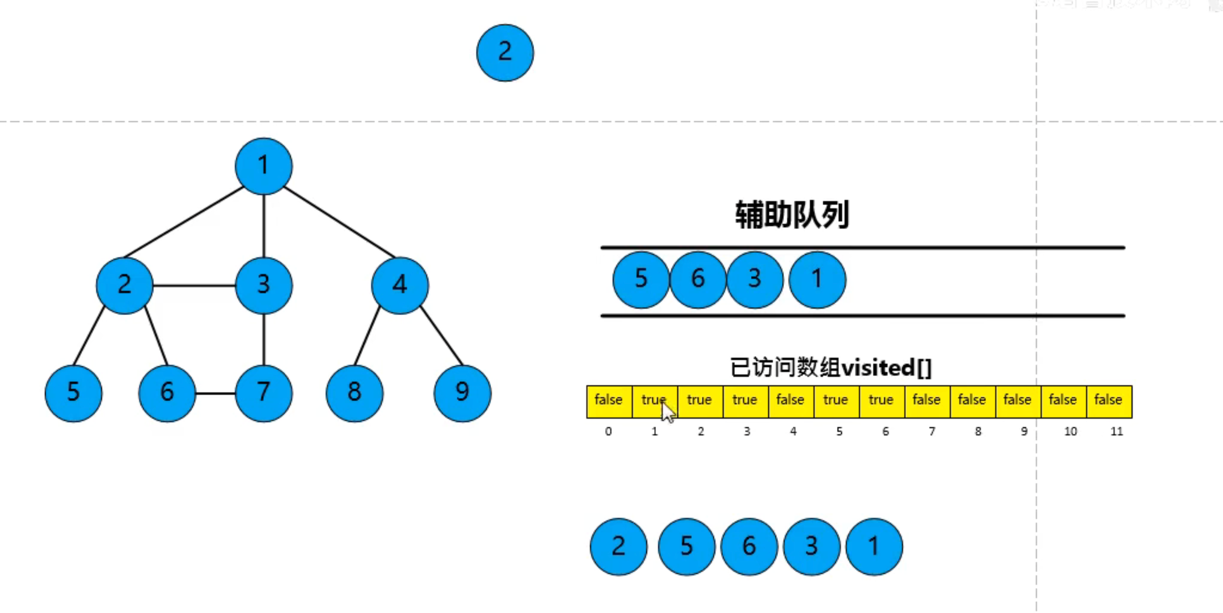 2
1
辅助队列
5 6 3 1
2 3 4
已访问数组visited[]
false true true true false true true false false false false false
0 1 2 3 4 5 6 7 8 9 10 11
5 6 7 8 9
2 5 6 3 1